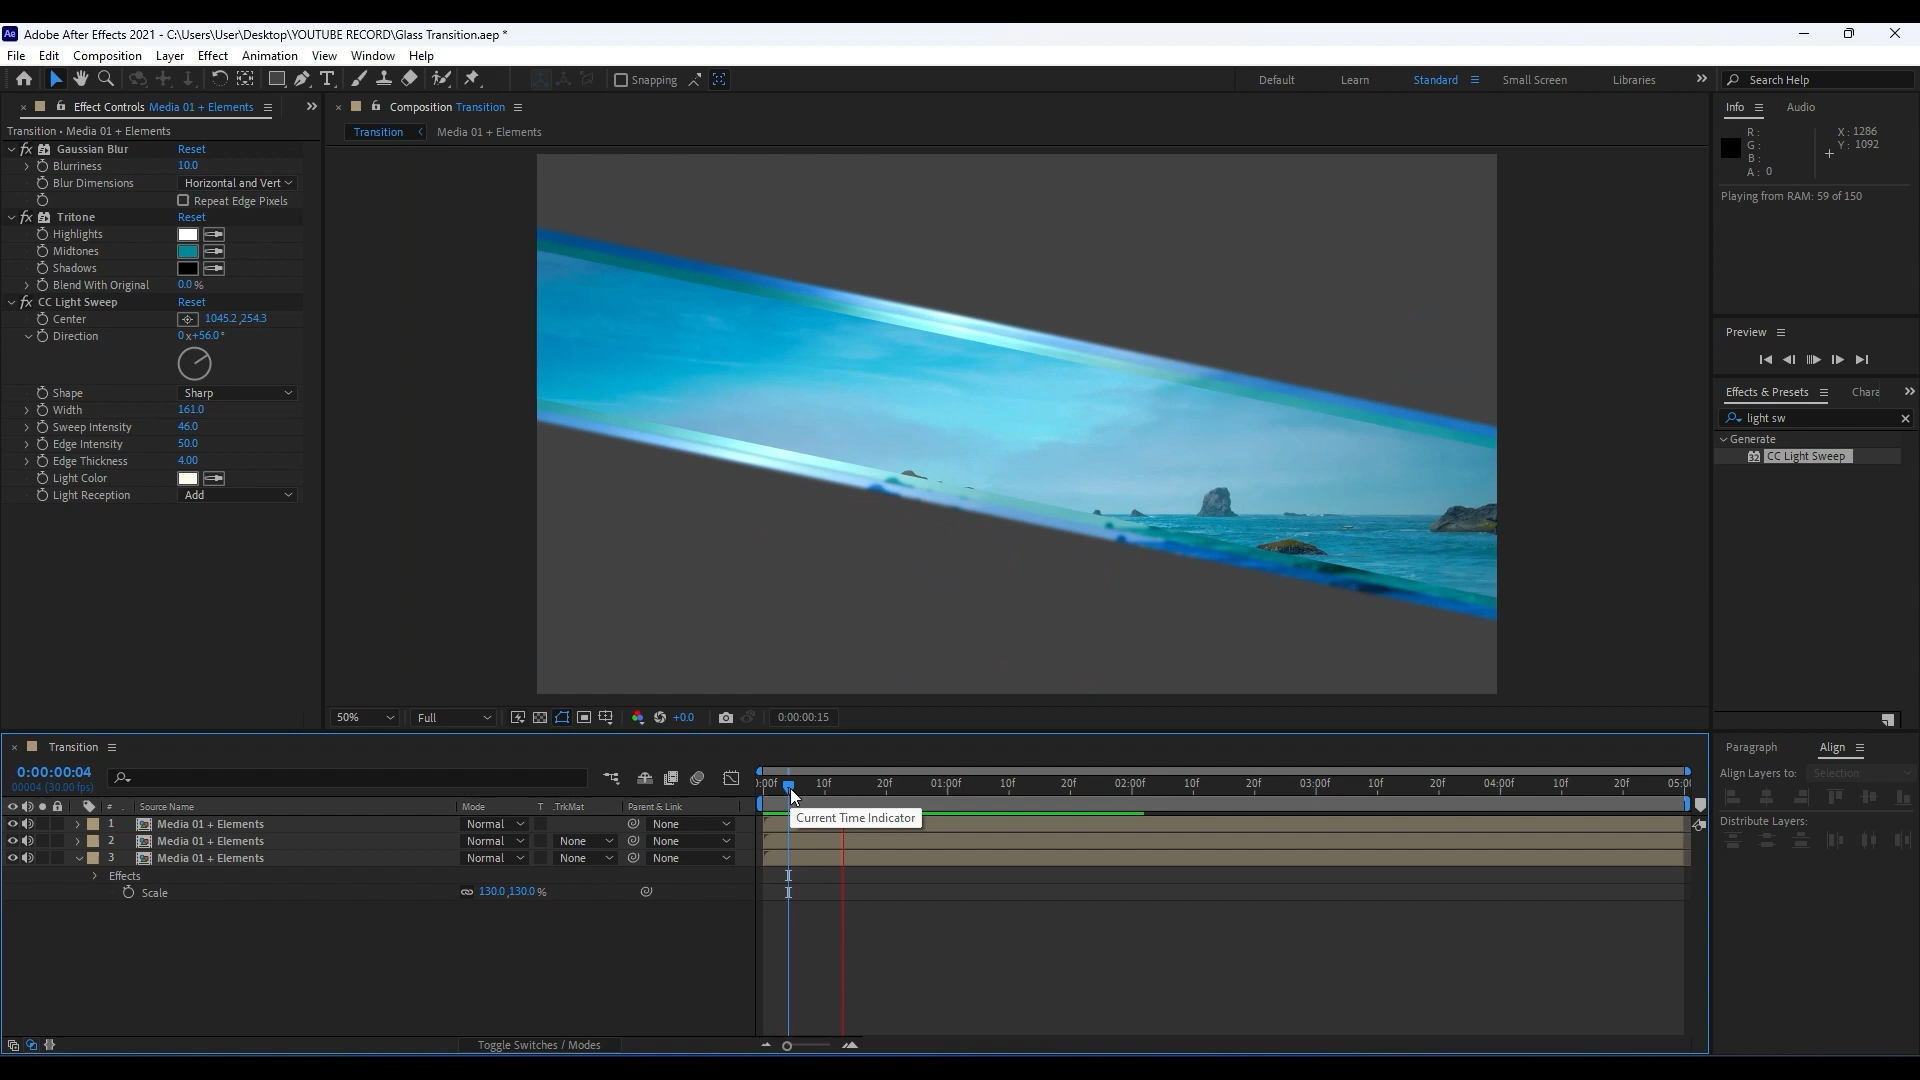 Adobe After Effects 2021 - C:\Users\User\Desktop\YOUTUBE RECORD\Glass Transition.aep *
File Edit Composition Layer Effect Animation View Window Help
Snapping Default Learn Standard Small Screen Libraries Search Help
Effect Controls Media 01 + Elements
Transition • Media 01 + Elements
Gaussian Blur Reset
Blurriness 10.0
Blur Dimensions Horizontal and Vert
Repeat Edge Pixels
Tritone Reset
Highlights
Midtones
Shadows
Blend With Original 0.0 %
CC Light Sweep Reset
Center 1045.2 ,254.3
Direction 0 x+56.0 °
Shape Sharp
Width 161.0
Sweep Intensity 46.0
Edge Intensity 50.0
Edge Thickness 4.00
Light Color
Light Reception Add
Composition Transition
Transition Media 01 + Elements
50% Full +0.0 0:00:00:15
Info Audio
R : X : 1286
G : Y : 1092
B :
A : 0
Playing from RAM: 59 of 150
Preview
Effects & Presets Chara
light sw
Generate
CC Light Sweep
Transition
0:00:00:04
00004 (30.00 fps)
# Source Name Mode T .TrkMat Parent & Link
1 Media 01 + Elements Normal None
2 Media 01 + Elements Normal None None
3 Media 01 + Elements Normal None None
Effects
Scale 130.0 ,130.0 %
:00f 10f 20f 01:00f 10f 20f 02:00f 10f 20f 03:00f 10f 20f 04:00f 10f 20f 05:00
Current Time Indicator
Toggle Switches / Modes
Paragraph Align
Align Layers to: Selection
Distribute Layers: